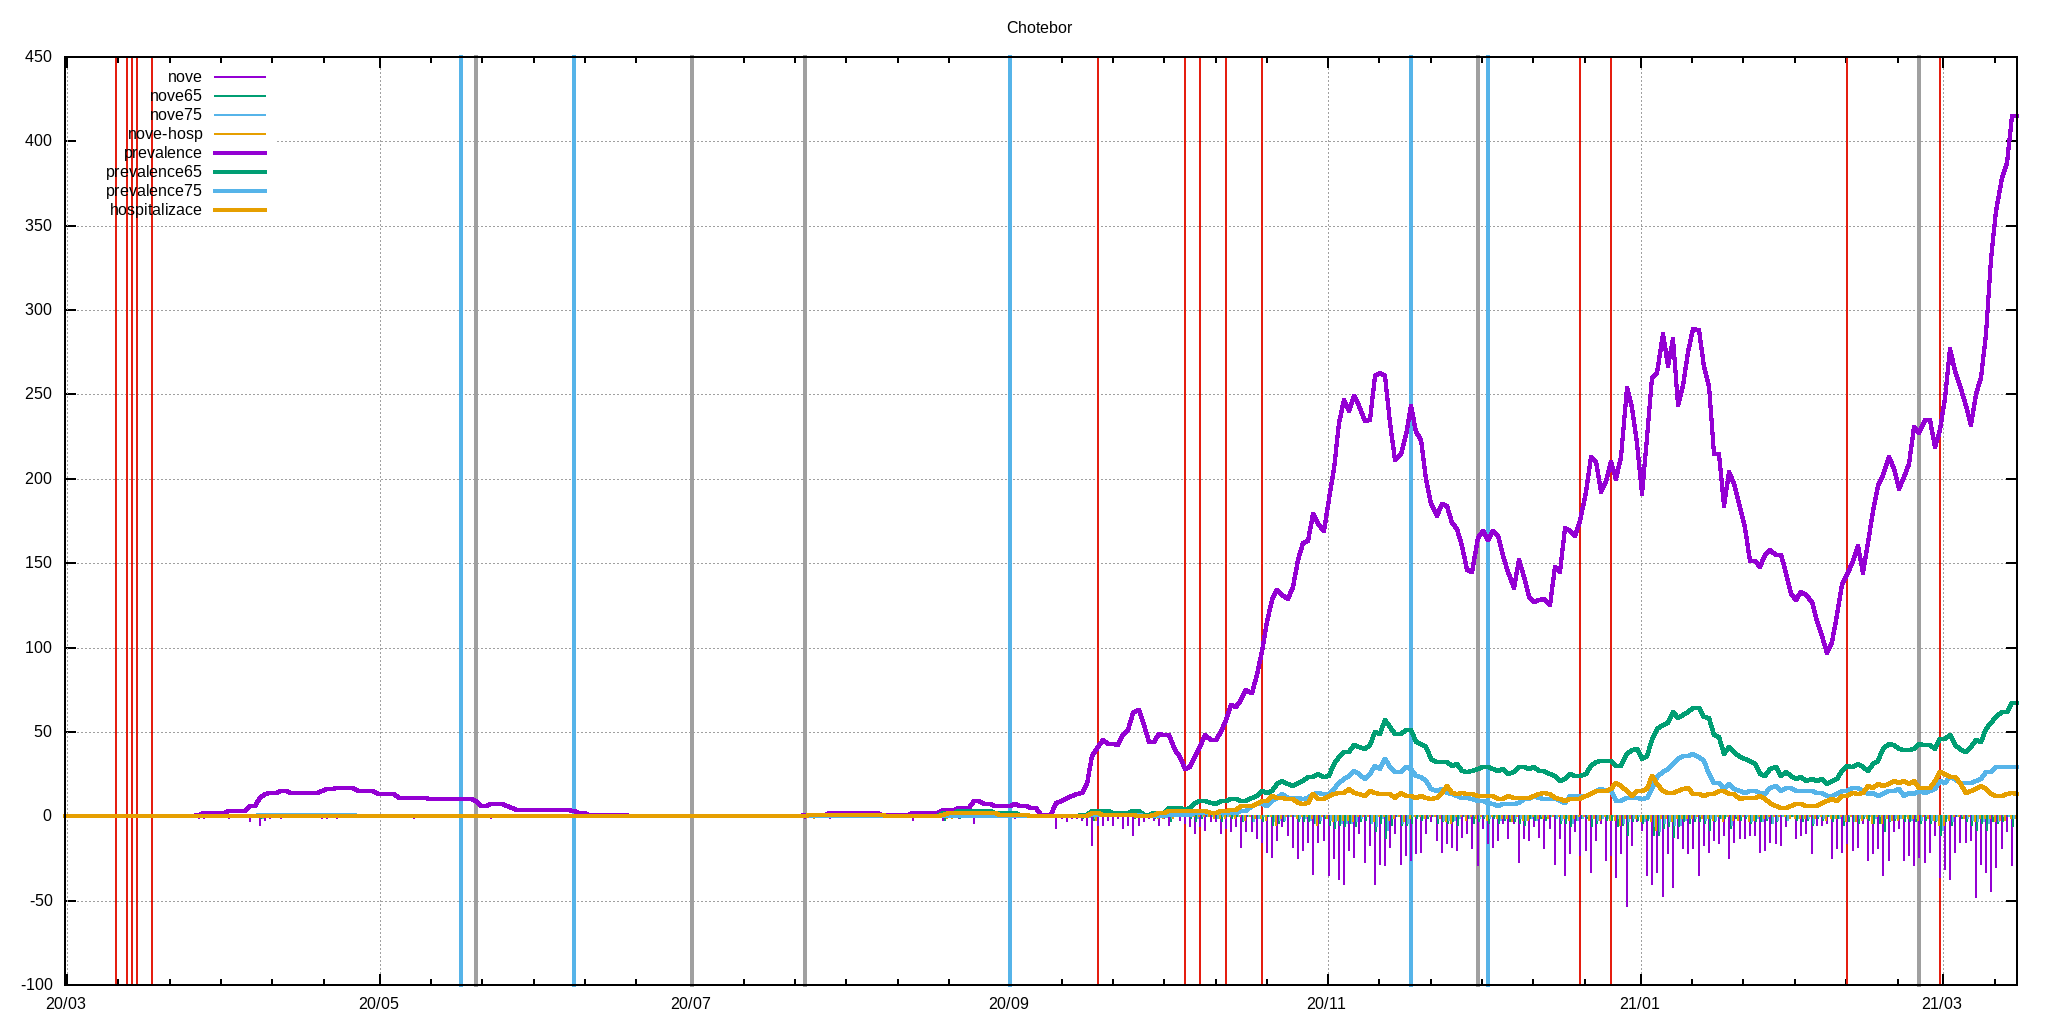 Chotebor
450
400
350
300
250
200
150
100
50
0
-50
-100
nove
nove65
nove75
nove-hosp
prevalence
prevalence65
prevalence75
hospitalizace
20/03 20/05 20/07 20/09 20/11 21/01 21/03